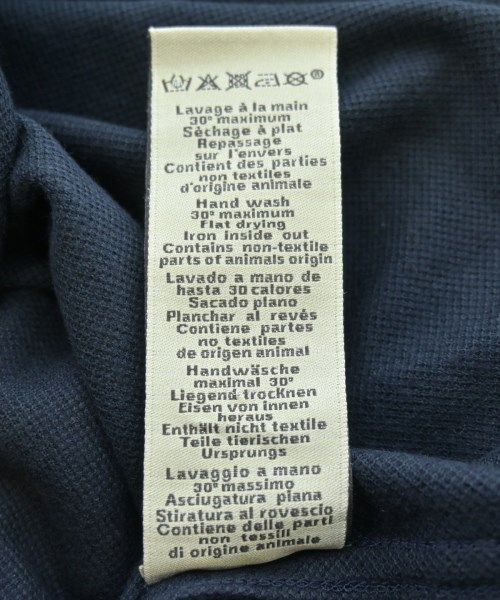 Lavage à la main
30° maximum
Séchage à plat
Repassage
sur l'envers
Contient des parties
non textiles
d'origine animale
Hand wash
30° maximum
Flat drying
Iron inside out
Contains non-textile
parts of animals origin
Lavado a mano de
hasta 30 calores
Sacado plano
Planchar al revés
Contiene partes
no textiles
de origen animal
Handwäsche
maximal 30°
Liegend trocknen
Eisen von innen
heraus
Enthält nicht textile
Teile tierischen
Ursprungs
Lavaggio a mano
30° massimo
Asciugatura piana
Stiratura al rovescio
Contiene delle parti
non tessili
di origine animale